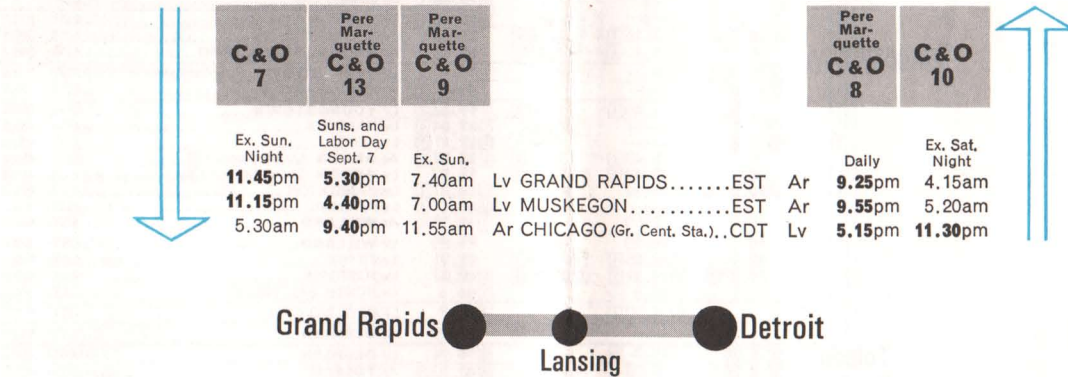 Pere Mar- quette C & O 13
C & O 7
Pere Mar- quette C & O 9
Pere Mar- quette C & O 8
C & O 10
Ex. Sun. Night
Suns. and Labor Day Sept. 7
Ex. Sun.
Daily
Ex. Sat. Night
11.45pm 5.30pm 7.40am Lv GRAND RAPIDS.......EST Ar 9.25pm 4.15am
11.15pm 4.40pm 7.00am Lv MUSKEGON...........EST Ar 9.55pm 5.20am
5.30am 9.40pm 11.55am Ar CHICAGO (Gr. Cent. Sta.)..CDT Lv 5.15pm 11.30pm
Grand Rapids Detroit
Lansing